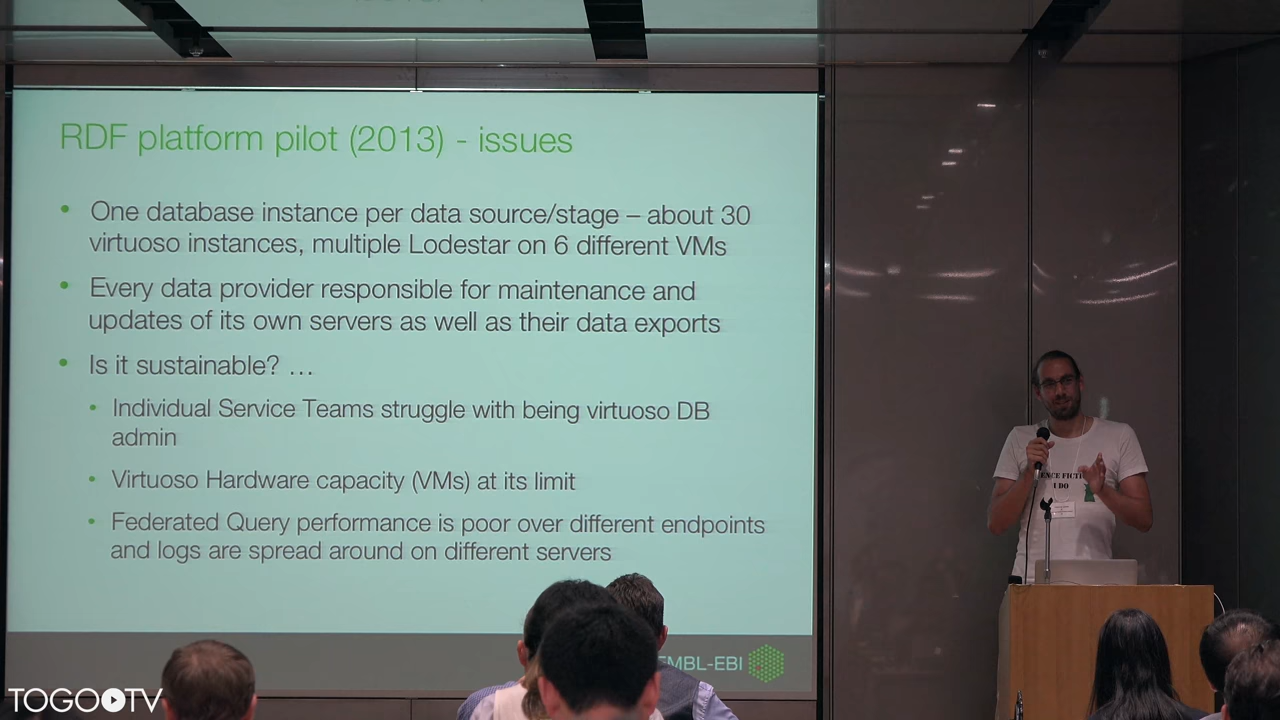 RDF platform pilot (2013) - issues
• One database instance per data source/stage – about 30
virtuoso instances, multiple Lodestar on 6 different VMs
• Every data provider responsible for maintenance and
updates of its own servers as well as their data exports
• Is it sustainable? …
• Individual Service Teams struggle with being virtuoso DB
admin
• Virtuoso Hardware capacity (VMs) at its limit
• Federated Query performance is poor over different endpoints
and logs are spread around on different servers
EMBL-EBI
I DO
TOGOTV